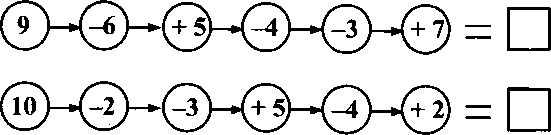 9 –6 + 5 –4 –3 + 7 =
10 –2 –3 + 5 –4 + 2 =